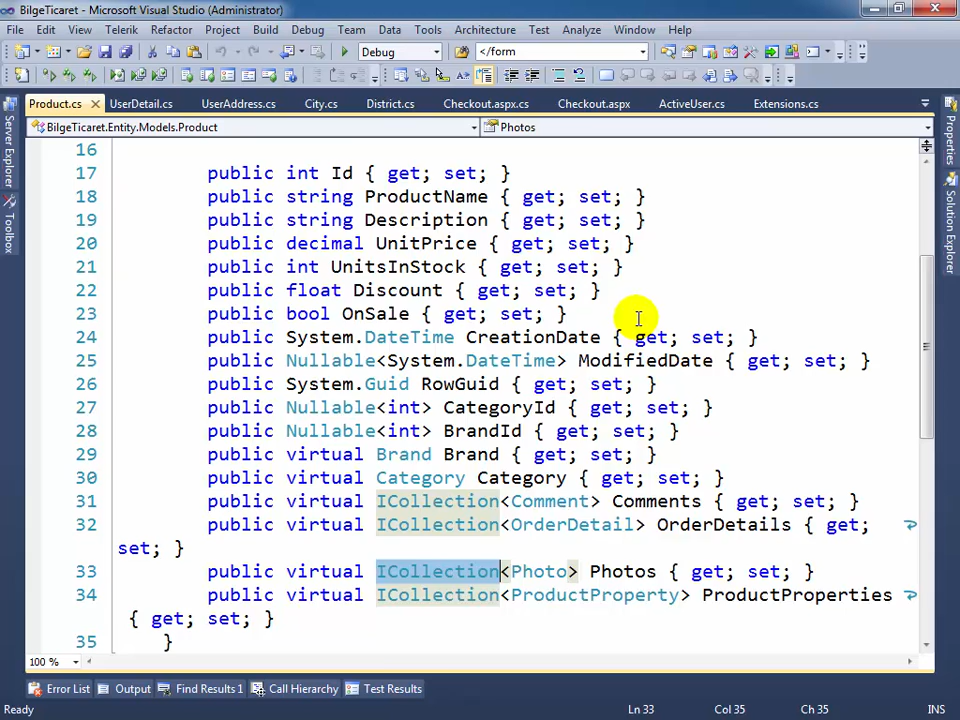 BilgeTicaret - Microsoft Visual Studio (Administrator)
File Edit View Telerik Refactor Project Build Debug Team Data Tools Architecture Test Analyze Window Help
Debug </form
Product.cs UserDetail.cs UserAddress.cs City.cs District.cs Checkout.aspx.cs Checkout.aspx ActiveUser.cs Extensions.cs
BilgeTicaret.Entity.Models.Product Photos
Server Explorer
Toolbox
Properties
Solution Explorer
16
17 public int Id { get; set; }
18 public string ProductName { get; set; }
19 public string Description { get; set; }
20 public decimal UnitPrice { get; set; }
21 public int UnitsInStock { get; set; }
22 public float Discount { get; set; }
23 public bool OnSale { get; set; }
24 public System.DateTime CreationDate { get; set; }
25 public Nullable<System.DateTime> ModifiedDate { get; set; }
26 public System.Guid RowGuid { get; set; }
27 public Nullable<int> CategoryId { get; set; }
28 public Nullable<int> BrandId { get; set; }
29 public virtual Brand Brand { get; set; }
30 public virtual Category Category { get; set; }
31 public virtual ICollection<Comment> Comments { get; set; }
32 public virtual ICollection<OrderDetail> OrderDetails { get;
set; }
33 public virtual ICollection<Photo> Photos { get; set; }
34 public virtual ICollection<ProductProperty> ProductProperties
{ get; set; }
35 }
100 %
Error List Output Find Results 1 Call Hierarchy Test Results
Ready Ln 33 Col 35 Ch 35 INS